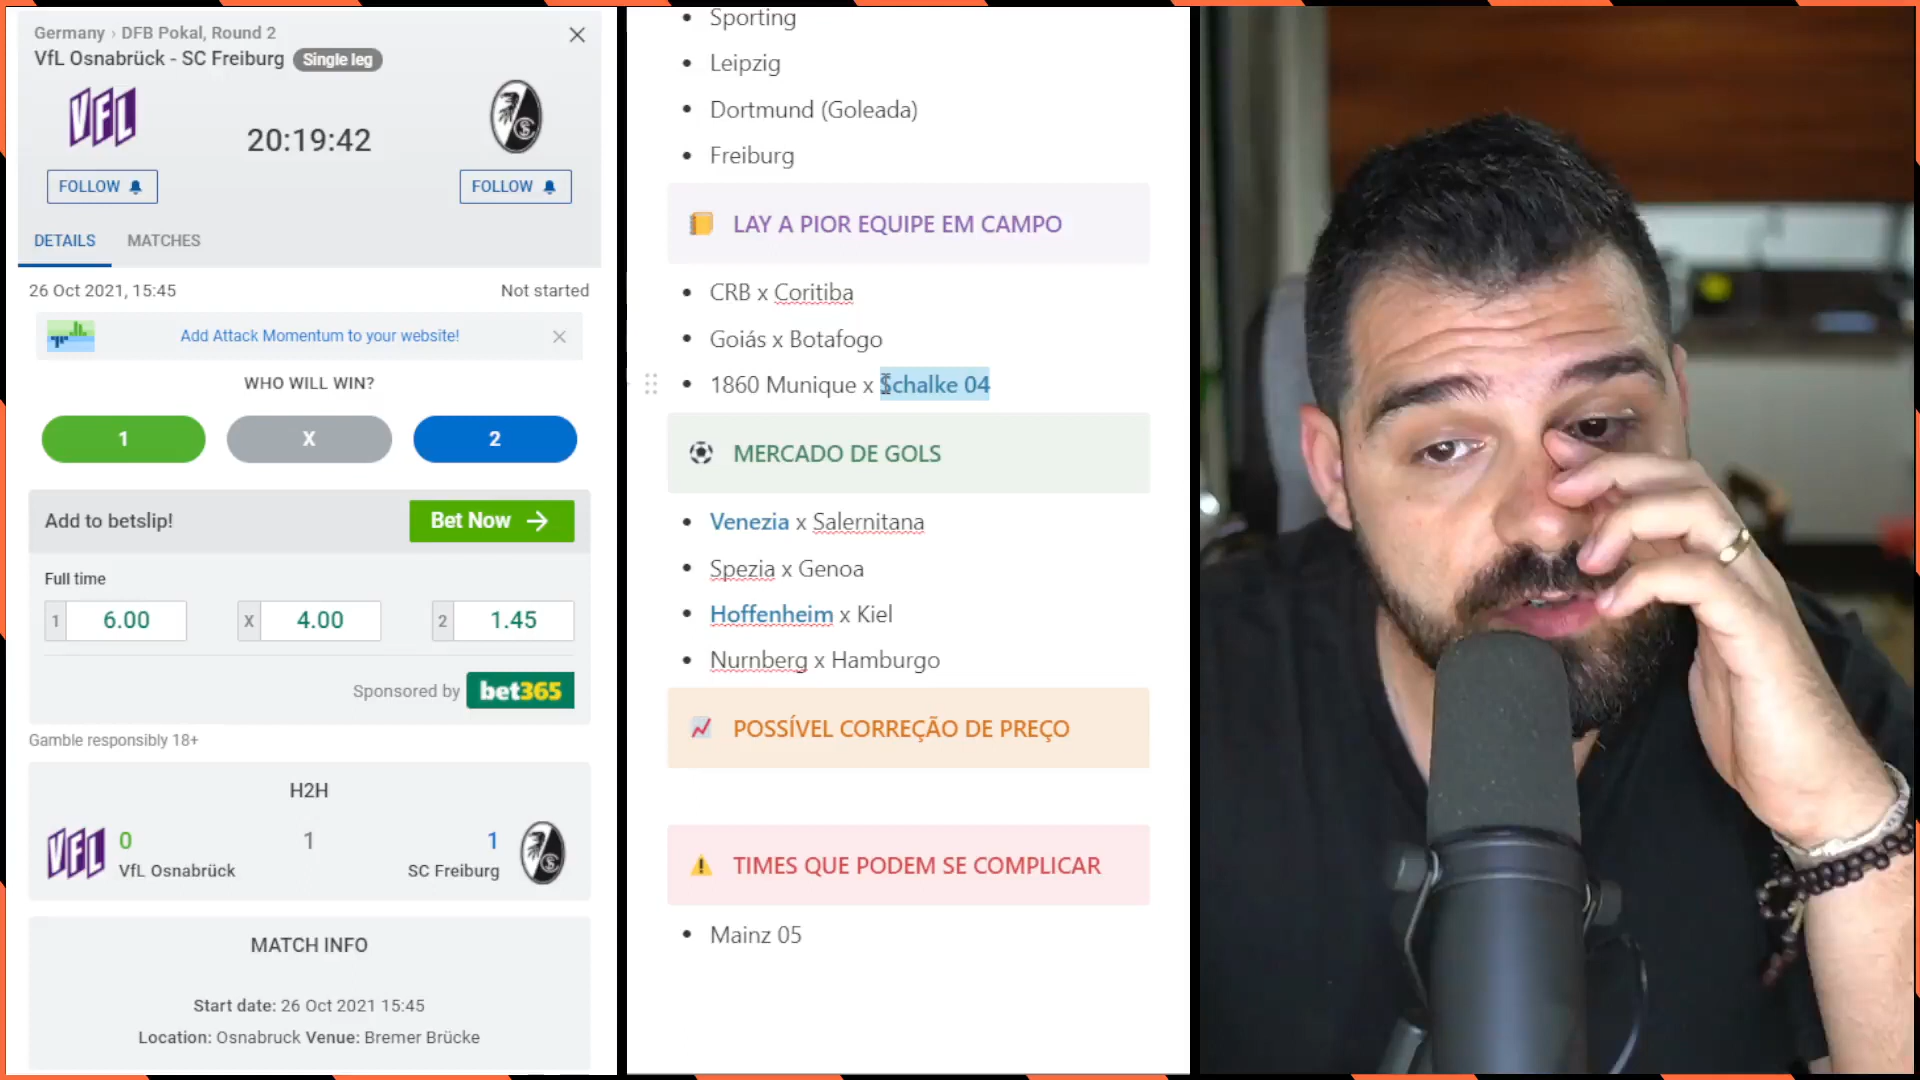 Germany › DFB Pokal, Round 2
VfL Osnabrück - SC Freiburg Single leg
VFL
20:19:42
FOLLOW
FOLLOW
DETAILS MATCHES
26 Oct 2021, 15:45 Not started
Add Attack Momentum to your website!
WHO WILL WIN?
1 X 2
Add to betslip! Bet Now
Full time
1 6.00 X 4.00 2 1.45
Sponsored by bet365
Gamble responsibly 18+
H2H
VFL 0 1 1
VfL Osnabrück SC Freiburg
MATCH INFO
Start date: 26 Oct 2021 15:45
Location: Osnabruck Venue: Bremer Brücke
Sporting
Leipzig
Dortmund (Goleada)
Freiburg
LAY A PIOR EQUIPE EM CAMPO
CRB x Coritiba
Goiás x Botafogo
1860 Munique x Schalke 04
MERCADO DE GOLS
Venezia x Salernitana
Spezia x Genoa
Hoffenheim x Kiel
Nurnberg x Hamburgo
POSSÍVEL CORREÇÃO DE PREÇO
TIMES QUE PODEM SE COMPLICAR
Mainz 05